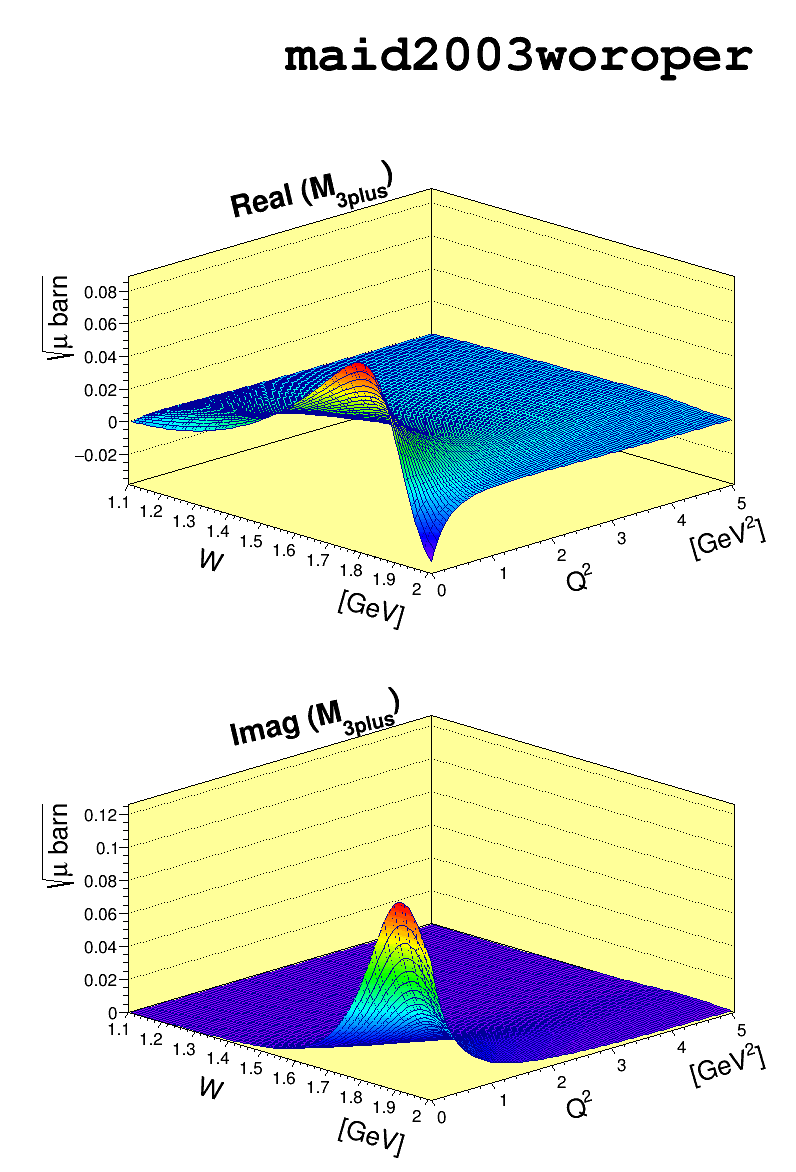 maid2003woroper
Real (M3plus)
√μ barn
0.08
0.06
0.04
0.02
0
−0.02
1.1 1.2 1.3 1.4 1.5 1.6 1.7 1.8 1.9 2
W
[GeV]
0 1 2 3 4 5
Q²
[GeV²]
Imag (M3plus)
√μ barn
0.12
0.1
0.08
0.06
0.04
0.02
0
1.1 1.2 1.3 1.4 1.5 1.6 1.7 1.8 1.9 2
W
[GeV]
0 1 2 3 4 5
Q²
[GeV²]